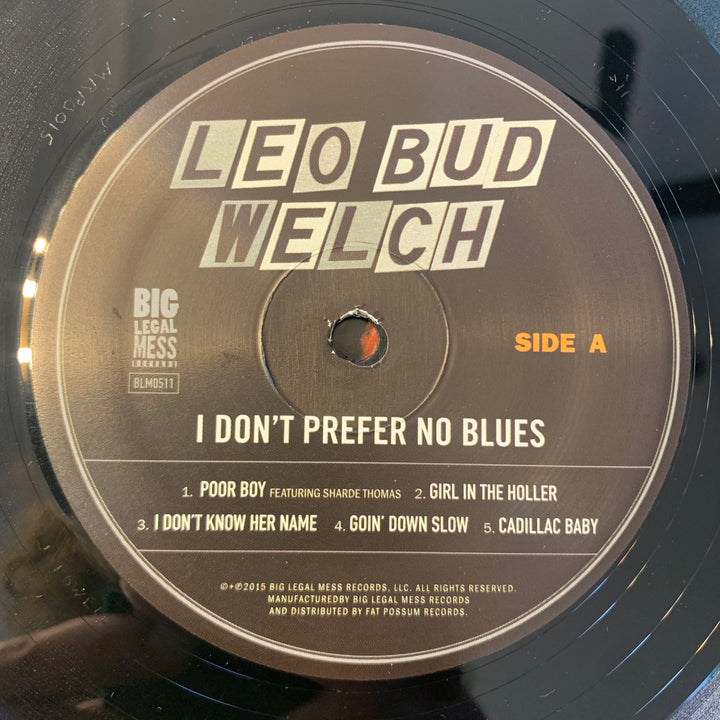 LEO BUD
WELCH
BIG
LEGAL
MESS
RECORDS
BLM0511
SIDE A
I DON'T PREFER NO BLUES
1. POOR BOY FEATURING SHARDE THOMAS 2. GIRL IN THE HOLLER
3. I DON'T KNOW HER NAME 4. GOIN' DOWN SLOW 5. CADILLAC BABY
©+℗2015 BIG LEGAL MESS RECORDS, LLC. ALL RIGHTS RESERVED.
MANUFACTUREDBY BIG LEGAL MESS RECORDS
AND DISTRIBUTED BY FAT POSSUM RECORDS.